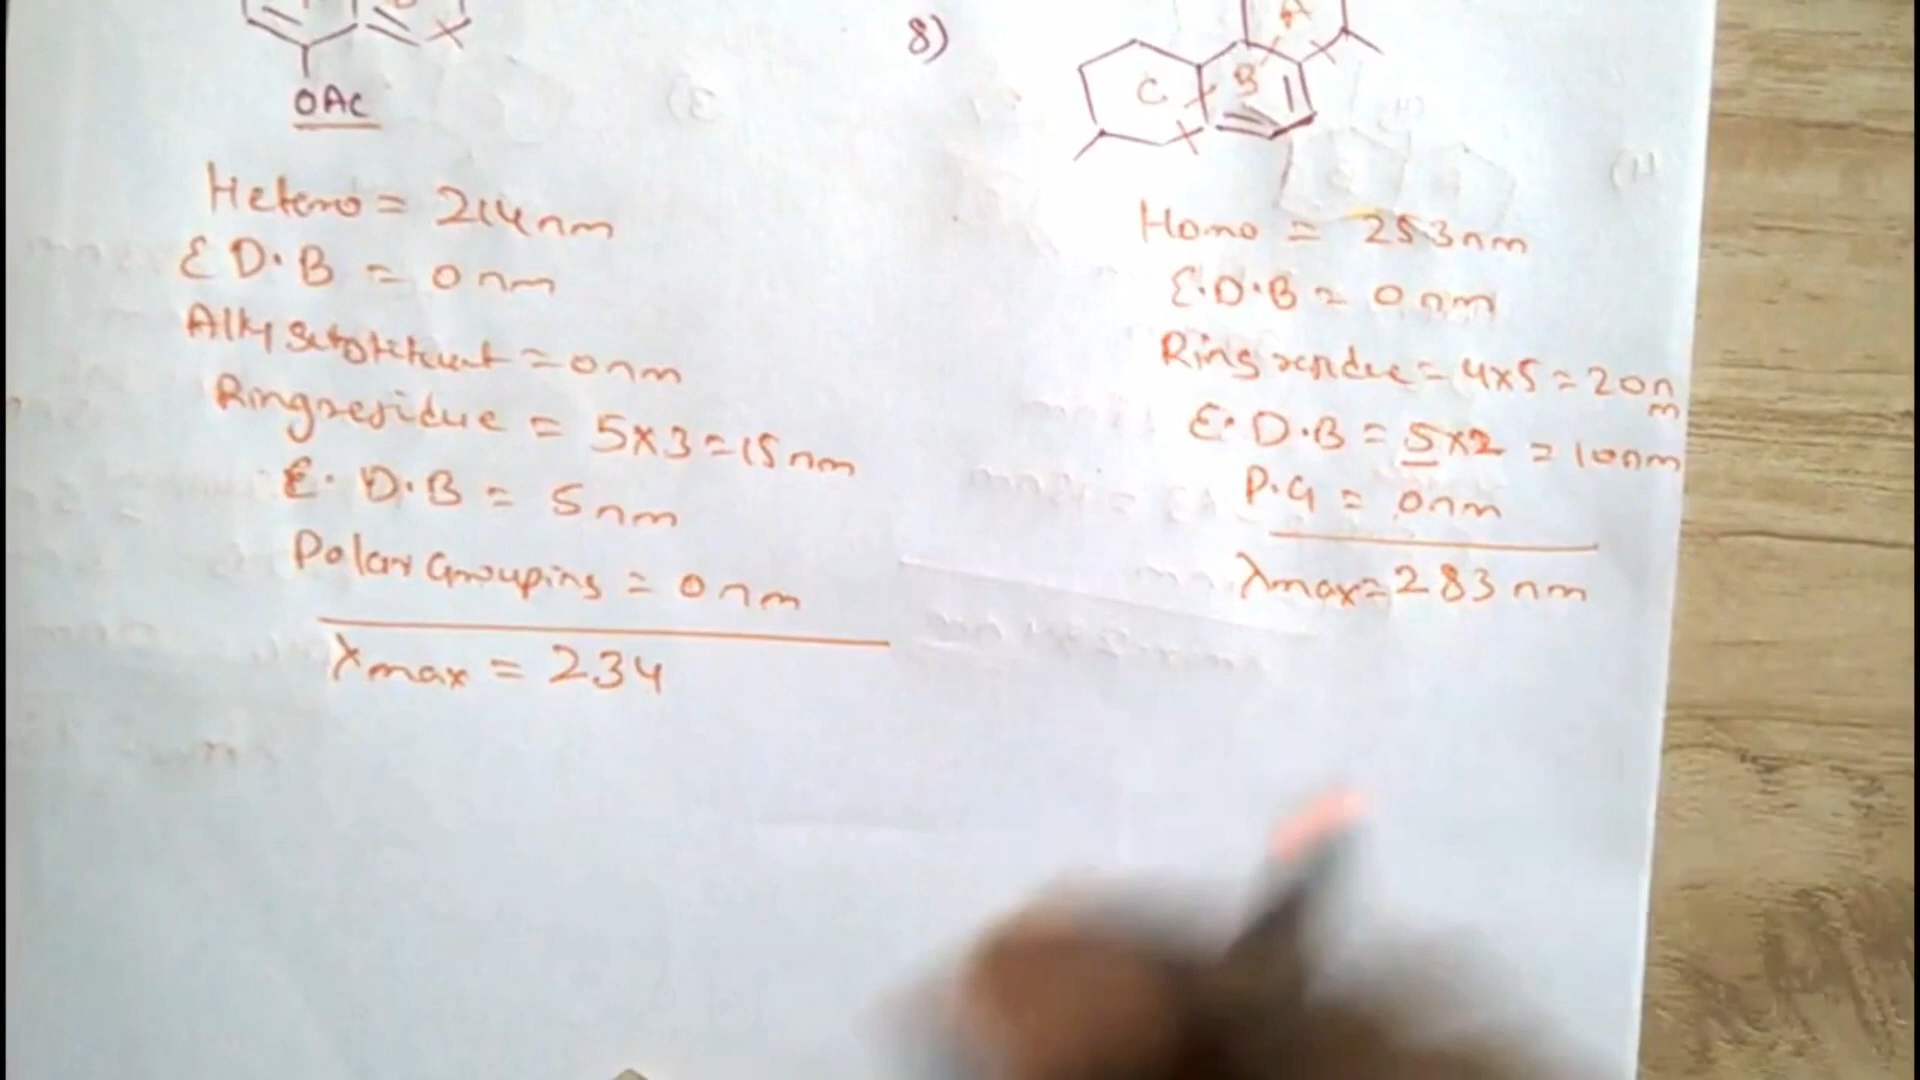 OAC
Hetero = 214nm
E D.B = 0nm
Alky substituent = 0nm
Ring residue = 5x3=15nm
E. D.B = 5nm
Polar Grouping = 0nm
λmax = 234
8)
A
B
C
Homo = 253nm
E.D.B = 0nm
Ring residue = 4x5=20nm
E.D.B = 5x2 = 10nm
P.G = 0nm
λmax=283nm